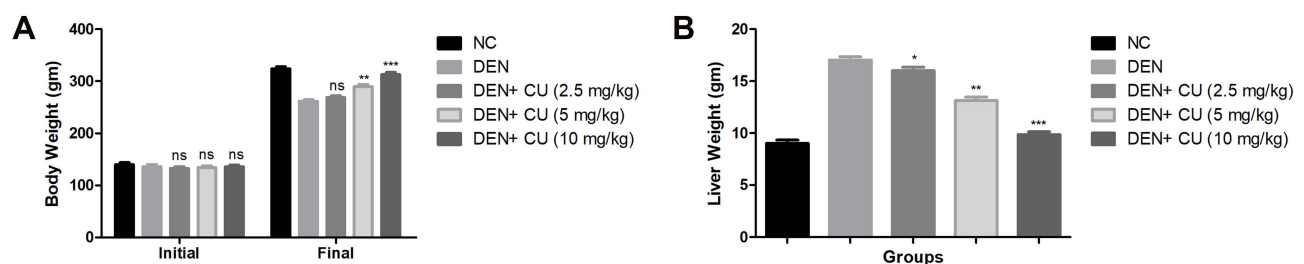 A
Body Weight (gm)
400
300
200
100
0
ns
ns
ns
ns
**
***
Initial
Final
NC
DEN
DEN+ CU (2.5 mg/kg)
DEN+ CU (5 mg/kg)
DEN+ CU (10 mg/kg)
B
Liver Weight (gm)
20
15
10
5
0
*
**
***
Groups
NC
DEN
DEN+ CU (2.5 mg/kg)
DEN+ CU (5 mg/kg)
DEN+ CU (10 mg/kg)